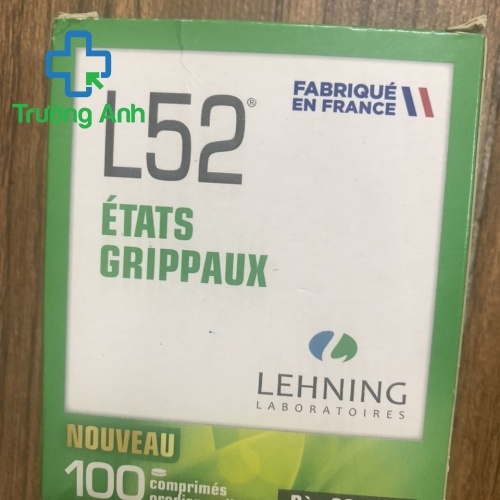 Trường Anh
L52®
FABRIQUÉ
EN FRANCE
ÉTATS
GRIPPAUX
LEHNING
LABORATOIRES
NOUVEAU
100 comprimés